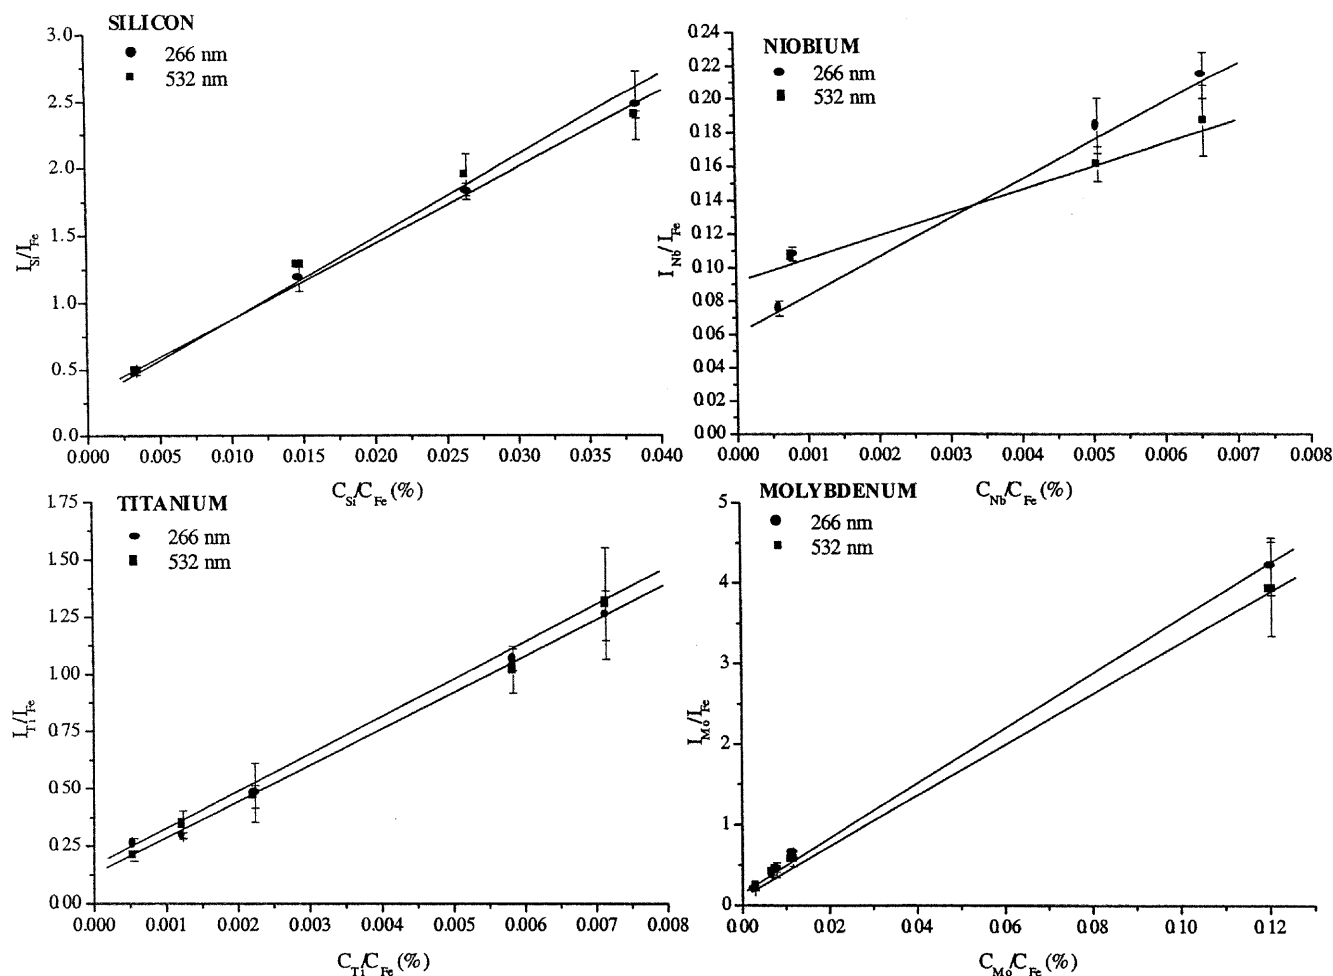 SILICON
266 nm
532 nm
3.0
2.5
2.0
1.5
1.0
0.5
0.0
I_Si/I_Fe
0.000 0.005 0.010 0.015 0.020 0.025 0.030 0.035 0.040
C_Si/C_Fe (%)
NIOBIUM
266 nm
532 nm
0.24
0.22
0.20
0.18
0.16
0.14
0.12
0.10
0.08
0.06
0.04
0.02
0.00
I_Nb/I_Fe
0.000 0.001 0.002 0.003 0.004 0.005 0.006 0.007 0.008
C_Nb/C_Fe (%)
TITANIUM
266 nm
532 nm
1.75
1.50
1.25
1.00
0.75
0.50
0.25
0.00
I_Ti/I_Fe
0.000 0.001 0.002 0.003 0.004 0.005 0.006 0.007 0.008
C_Ti/C_Fe (%)
MOLYBDENUM
266 nm
532 nm
5
4
3
2
1
0
I_Mo/I_Fe
0.00 0.02 0.04 0.06 0.08 0.10 0.12
C_Mo/C_Fe (%)